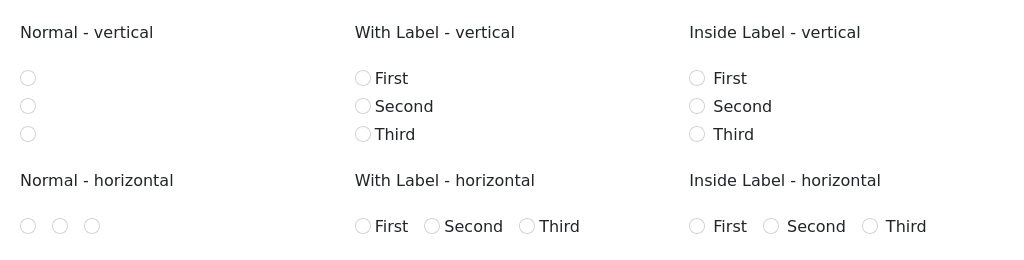 Normal - vertical
With Label - vertical
Inside Label - vertical
First
First
Second
Second
Third
Third
Normal - horizontal
With Label - horizontal
Inside Label - horizontal
First Second Third
First Second Third